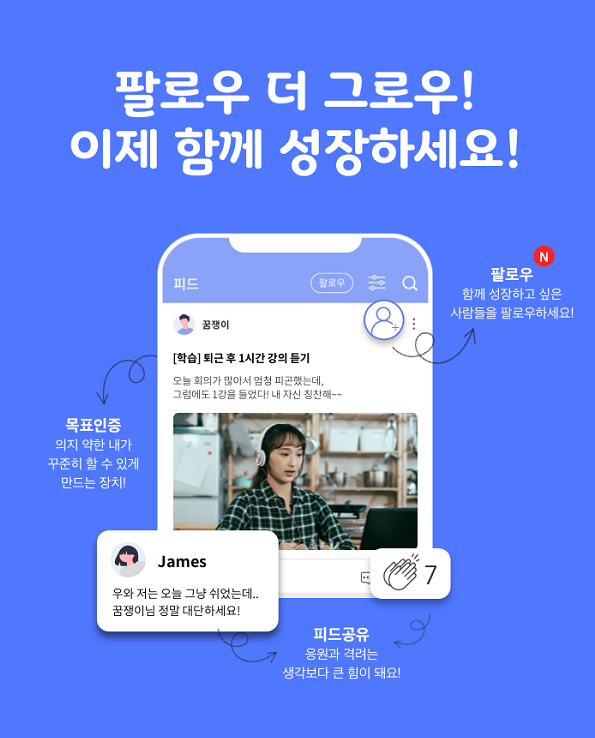 팔로우 더 그로우!
이제 함께 성장하세요!
N
피드
팔로우
팔로우
함께 성장하고 싶은
사람들을 팔로우하세요!
꿈쟁이
[학습] 퇴근 후 1시간 강의 듣기
오늘 회의가 많아서 엄청 피곤했는데,
그럼에도 1강을 들었다! 내 자신 칭찬해~~
목표인증
의지 약한 내가
꾸준히 할 수 있게
만드는 장치!
James
우와 저는 오늘 그냥 쉬었는데..
꿈쟁이님 정말 대단하세요!
7
피드공유
응원과 격려는
생각보다 큰 힘이 돼요!